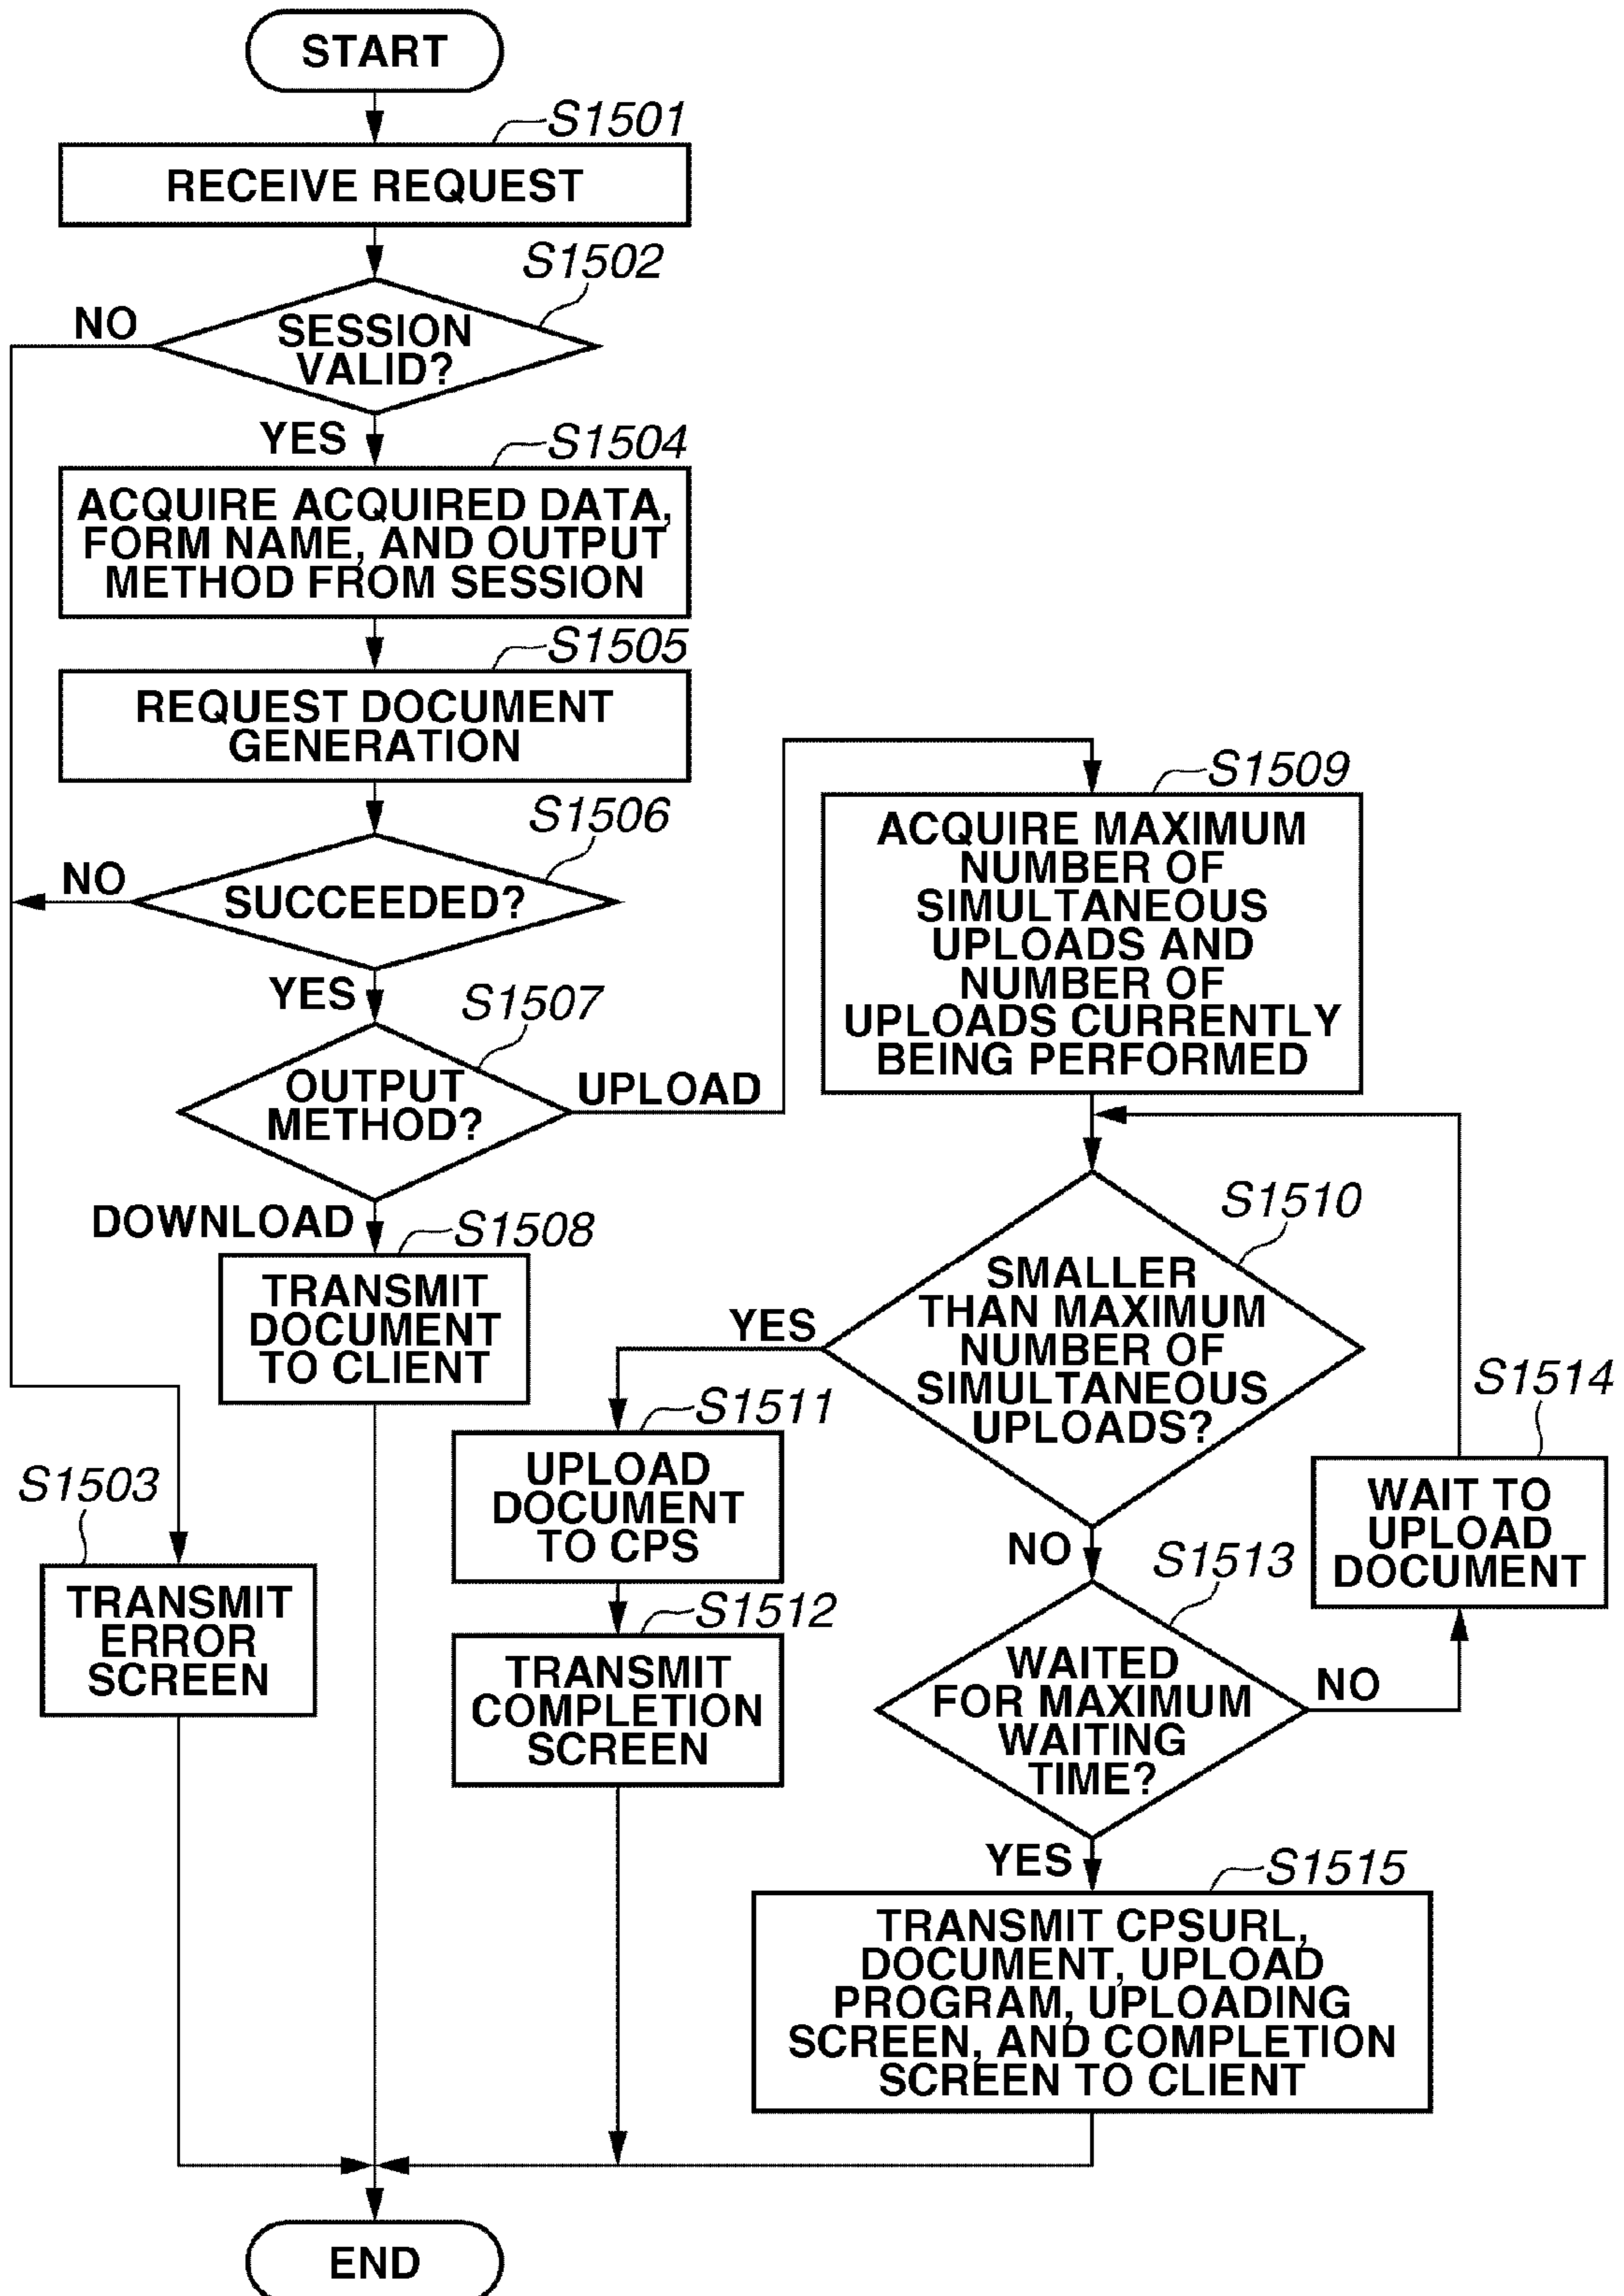 START
S1501
RECEIVE REQUEST
S1502
NO
SESSION
VALID?
YES
S1504
ACQUIRE ACQUIRED DATA,
FORM NAME, AND OUTPUT
METHOD FROM SESSION
S1505
REQUEST DOCUMENT
GENERATION
S1506
NO
SUCCEEDED?
YES
S1507
OUTPUT
METHOD?
UPLOAD
DOWNLOAD
S1508
TRANSMIT
DOCUMENT
TO CLIENT
S1503
TRANSMIT
ERROR
SCREEN
S1509
ACQUIRE MAXIMUM
NUMBER OF
SIMULTANEOUS
UPLOADS AND
NUMBER OF
UPLOADS CURRENTLY
BEING PERFORMED
S1510
SMALLER
THAN MAXIMUM
NUMBER OF
SIMULTANEOUS
UPLOADS?
YES
S1511
UPLOAD
DOCUMENT
TO CPS
S1512
TRANSMIT
COMPLETION
SCREEN
NO
S1513
WAITED
FOR MAXIMUM
WAITING
TIME?
NO
S1514
WAIT TO
UPLOAD
DOCUMENT
YES
S1515
TRANSMIT CPSURL,
DOCUMENT, UPLOAD
PROGRAM, UPLOADING
SCREEN, AND COMPLETION
SCREEN TO CLIENT
END